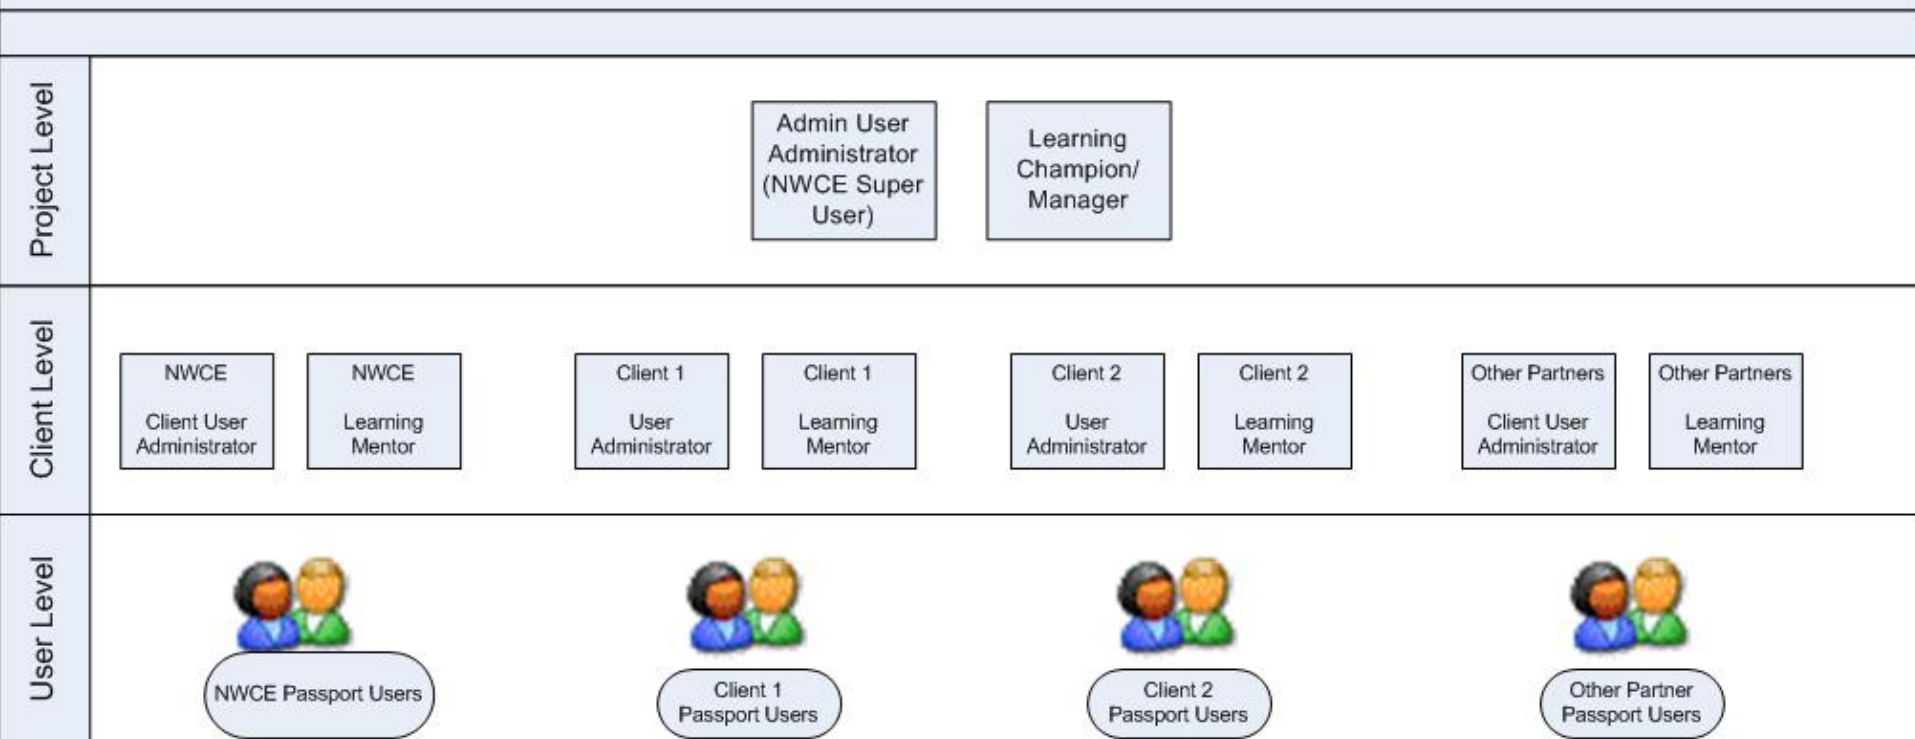 Project Level
Admin User
Administrator
(NWCE Super
User)
Learning
Champion/
Manager
Client Level
NWCE
Client User
Administrator
NWCE
Learning
Mentor
Client 1
User
Administrator
Client 1
Learning
Mentor
Client 2
User
Administrator
Client 2
Learning
Mentor
Other Partners
Client User
Administrator
Other Partners
Learning
Mentor
User Level
NWCE Passport Users
Client 1
Passport Users
Client 2
Passport Users
Other Partner
Passport Users